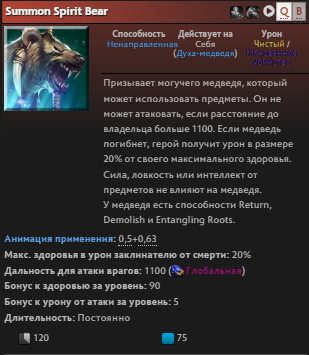 Summon Spirit Bear
Q B
Способность Действует на Урон
Ненаправленная Себя Чистый /
(Духа-медведя) Мгновенное
убийство
Призывает могучего медведя, который
может использовать предметы. Он не
может атаковать, если расстояние до
владельца больше 1100. Если медведь
погибнет, герой получит урон в размере
20% от своего максимального здоровья.
Сила, ловкость или интеллект от
предметов не влияют на медведя.
У медведя есть способности Return,
Demolish и Entangling Roots.
Анимация применения: 0,5+0,63
Макс. здоровья в урон заклинателю от смерти: 20%
Дальность для атаки врагов: 1100 (Глобальная)
Бонус к здоровью за уровень: 90
Бонус к урону от атаки за уровень: 5
Длительность: Постоянно
120 75